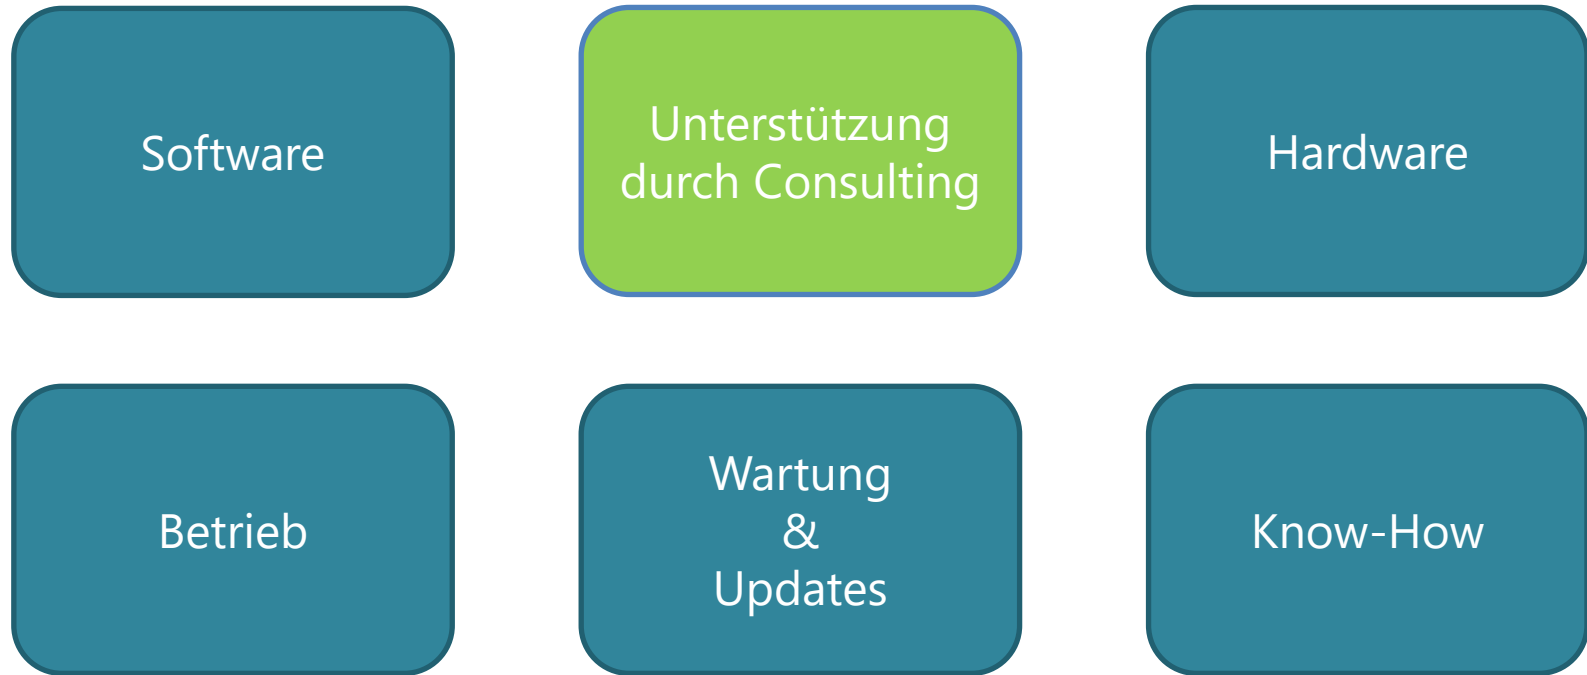 Software
Unterstützung
durch Consulting
Hardware
Betrieb
Wartung
&
Updates
Know-How